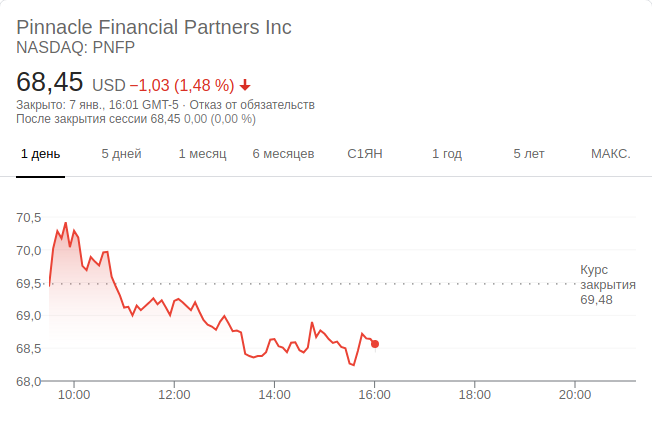 Pinnacle Financial Partners Inc
NASDAQ: PNFP
68,45 USD −1,03 (1,48 %)
Закрыто: 7 янв., 16:01 GMT-5 · Отказ от обязательств
После закрытия сессии 68,45 0,00 (0,00 %)
1 день 5 дней 1 месяц 6 месяцев С1ЯН 1 год 5 лет МАКС.
70,5
70,0
69,5
69,0
68,5
68,0
Курс
закрытия
69,48
10:00 12:00 14:00 16:00 18:00 20:00